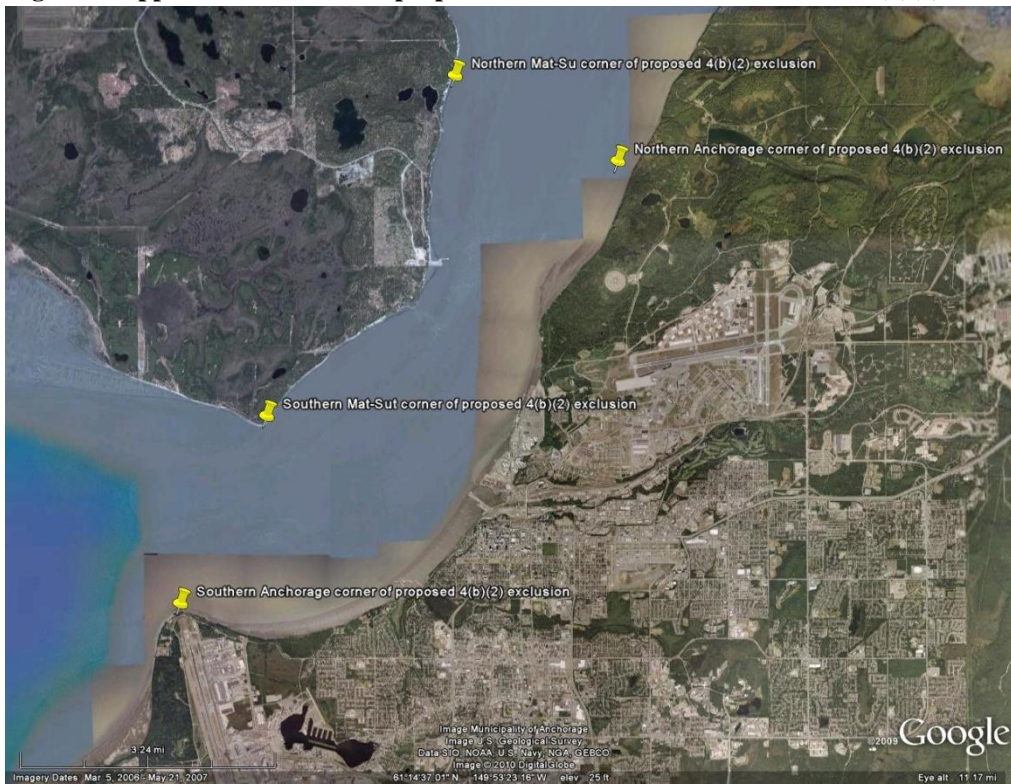 Northern Mat-Su corner of proposed 4(b)(2) exclusion
Northern Anchorage corner of proposed 4(b)(2) exclusion
Southern Mat-Sut corner of proposed 4(b)(2) exclusion
Southern Anchorage corner of proposed 4(b)(2) exclusion
3.24 mi
Image Municipality of Anchorage
Image U.S. Geological Survey
Data SIO, NOAA, U.S. Navy, NGA, GEBCO
Image © 2010 DigitalGlobe
©2009 Google
Imagery Dates Mar 5, 2006 - May 21, 2007
61°14'37.01" N 149°53'23.16" W elev 25 ft
Eye alt 11.17 mi